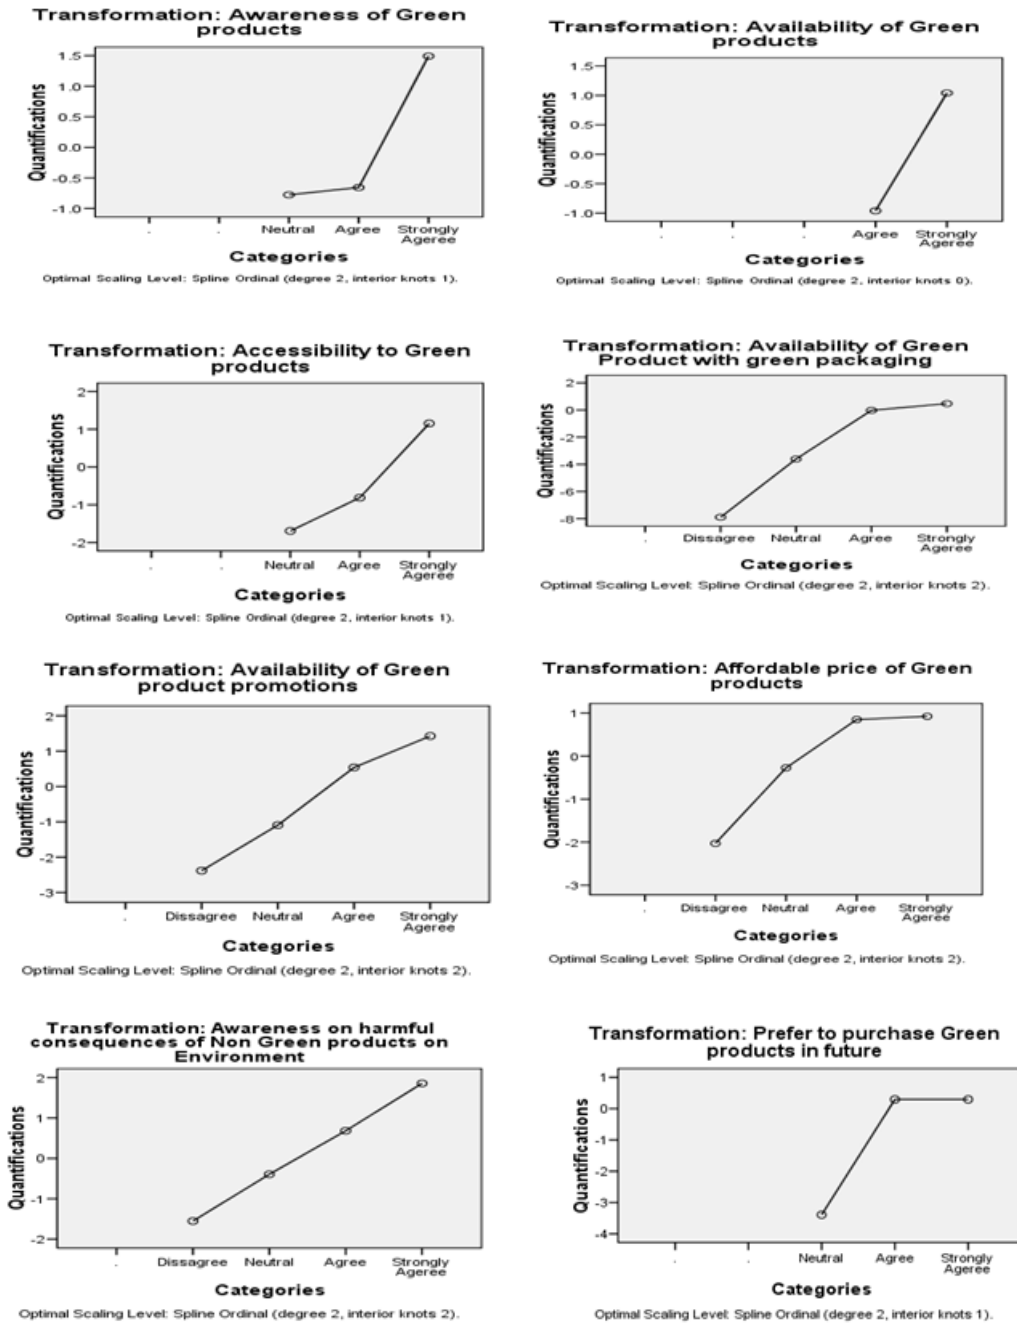 Transformation: Awareness of Green
products
Quantifications
1.5
1.0
0.5
0.0
-0.5
-1.0
. . Neutral Agree Strongly
Ageree
Categories
Optimal Scaling Level: Spline Ordinal (degree 2, interior knots 1).
Transformation: Availability of Green
products
Quantifications
1.5
1.0
0.5
0.0
-0.5
-1.0
. . . Agree Strongly
Ageree
Categories
Optimal Scaling Level: Spline Ordinal (degree 2, interior knots 0).
Transformation: Accessibility to Green
products
Quantifications
2
1
0
-1
-2
. . Neutral Agree Strongly
Ageree
Categories
Optimal Scaling Level: Spline Ordinal (degree 2, interior knots 1).
Transformation: Availability of Green
Product with green packaging
Quantifications
2
0
-2
-4
-6
-8
. Dissagree Neutral Agree Strongly
Ageree
Categories
Optimal Scaling Level: Spline Ordinal (degree 2, interior knots 2).
Transformation: Availability of Green
product promotions
Quantifications
2
1
0
-1
-2
-3
. Dissagree Neutral Agree Strongly
Ageree
Categories
Optimal Scaling Level: Spline Ordinal (degree 2, interior knots 2).
Transformation: Affordable price of Green
products
Quantifications
1
0
-1
-2
-3
. Dissagree Neutral Agree Strongly
Ageree
Categories
Optimal Scaling Level: Spline Ordinal (degree 2, interior knots 2).
Transformation: Awareness on harmful
consequences of Non Green products on
Environment
Quantifications
2
1
0
-1
-2
. Dissagree Neutral Agree Strongly
Ageree
Categories
Optimal Scaling Level: Spline Ordinal (degree 2, interior knots 2).
Transformation: Prefer to purchase Green
products in future
Quantifications
1
0
-1
-2
-3
-4
. . Neutral Agree Strongly
Ageree
Categories
Optimal Scaling Level: Spline Ordinal (degree 2, interior knots 1).